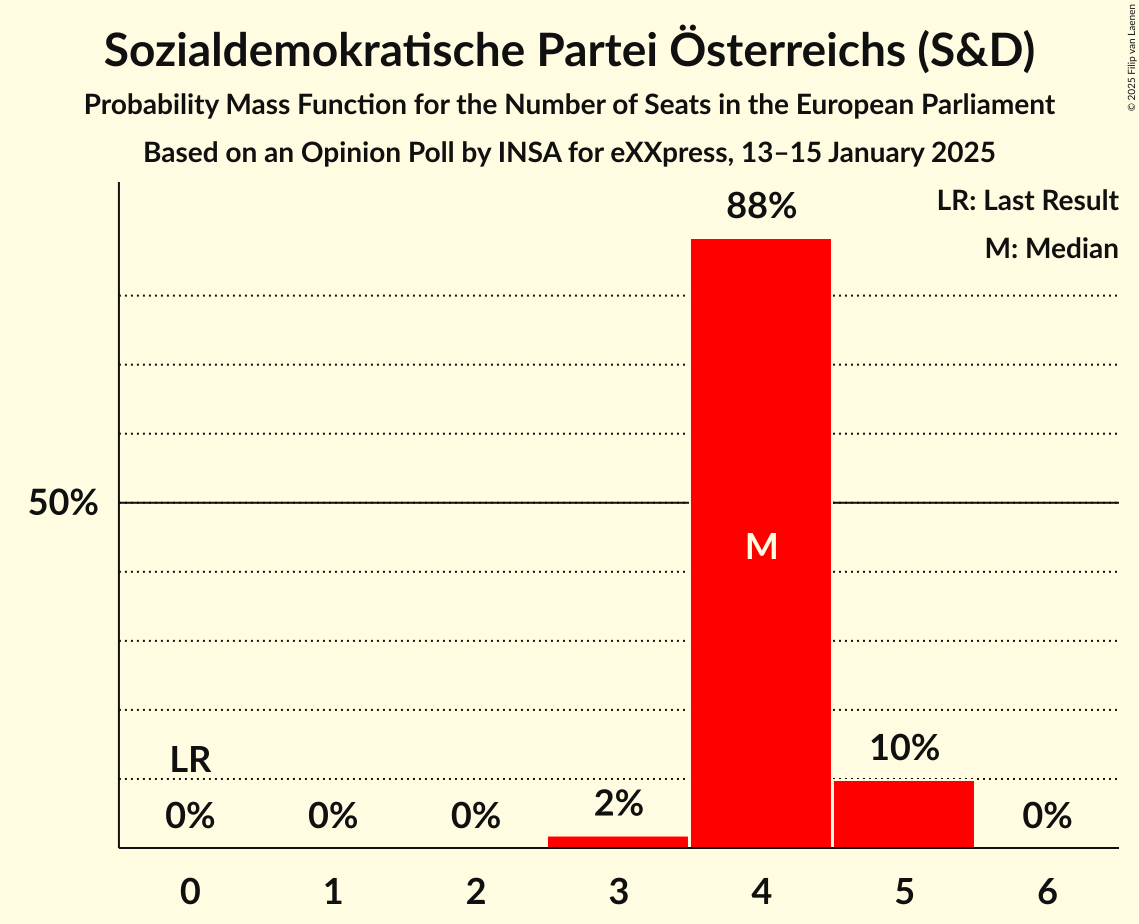 Sozialdemokratische Partei Österreichs (S&D)
Probability Mass Function for the Number of Seats in the European Parliament
Based on an Opinion Poll by INSA for eXXpress, 13–15 January 2025
© 2025 Filip van Laenen
LR: Last Result
M: Median
88%
50%
M
LR
10%
2%
0% 0% 0% 0%
0 1 2 3 4 5 6